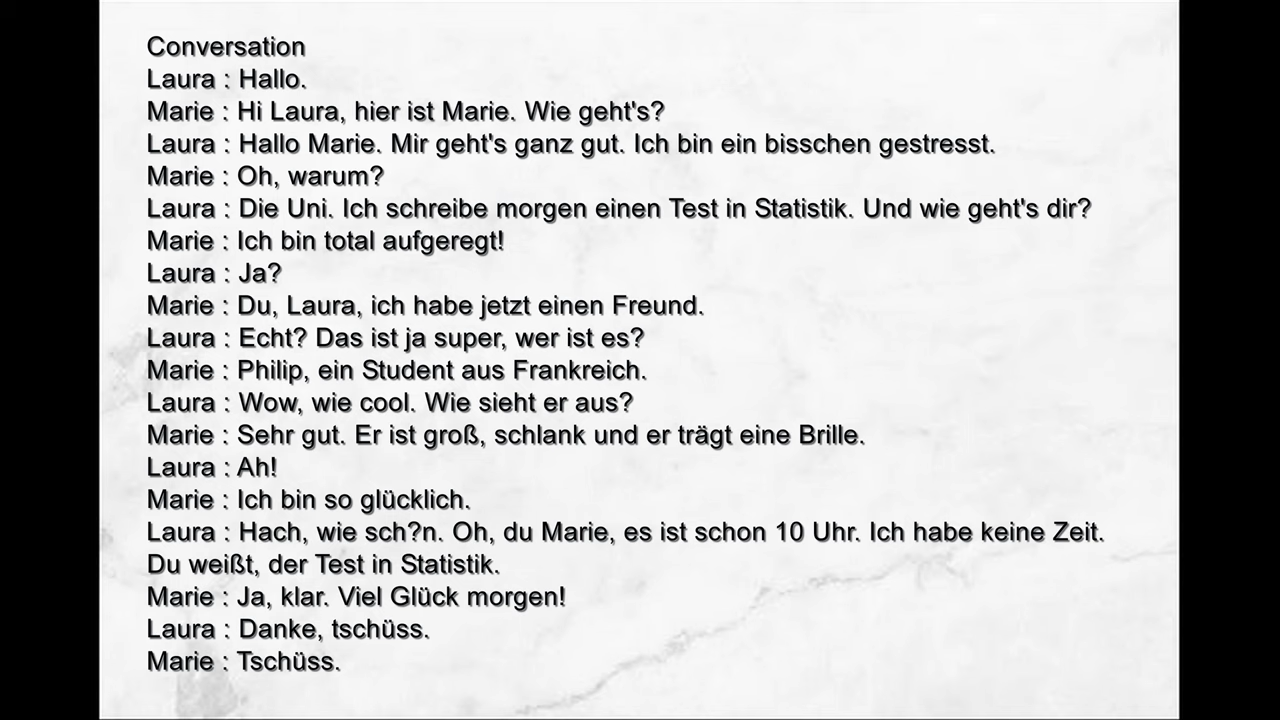 Conversation
Laura : Hallo.
Marie : Hi Laura, hier ist Marie. Wie geht's?
Laura : Hallo Marie. Mir geht's ganz gut. Ich bin ein bisschen gestresst.
Marie : Oh, warum?
Laura : Die Uni. Ich schreibe morgen einen Test in Statistik. Und wie geht's dir?
Marie : Ich bin total aufgeregt!
Laura : Ja?
Marie : Du, Laura, ich habe jetzt einen Freund.
Laura : Echt? Das ist ja super, wer ist es?
Marie : Philip, ein Student aus Frankreich.
Laura : Wow, wie cool. Wie sieht er aus?
Marie : Sehr gut. Er ist groß, schlank und er trägt eine Brille.
Laura : Ah!
Marie : Ich bin so glücklich.
Laura : Hach, wie sch?n. Oh, du Marie, es ist schon 10 Uhr. Ich habe keine Zeit.
Du weißt, der Test in Statistik.
Marie : Ja, klar. Viel Glück morgen!
Laura : Danke, tschüss.
Marie : Tschüss.